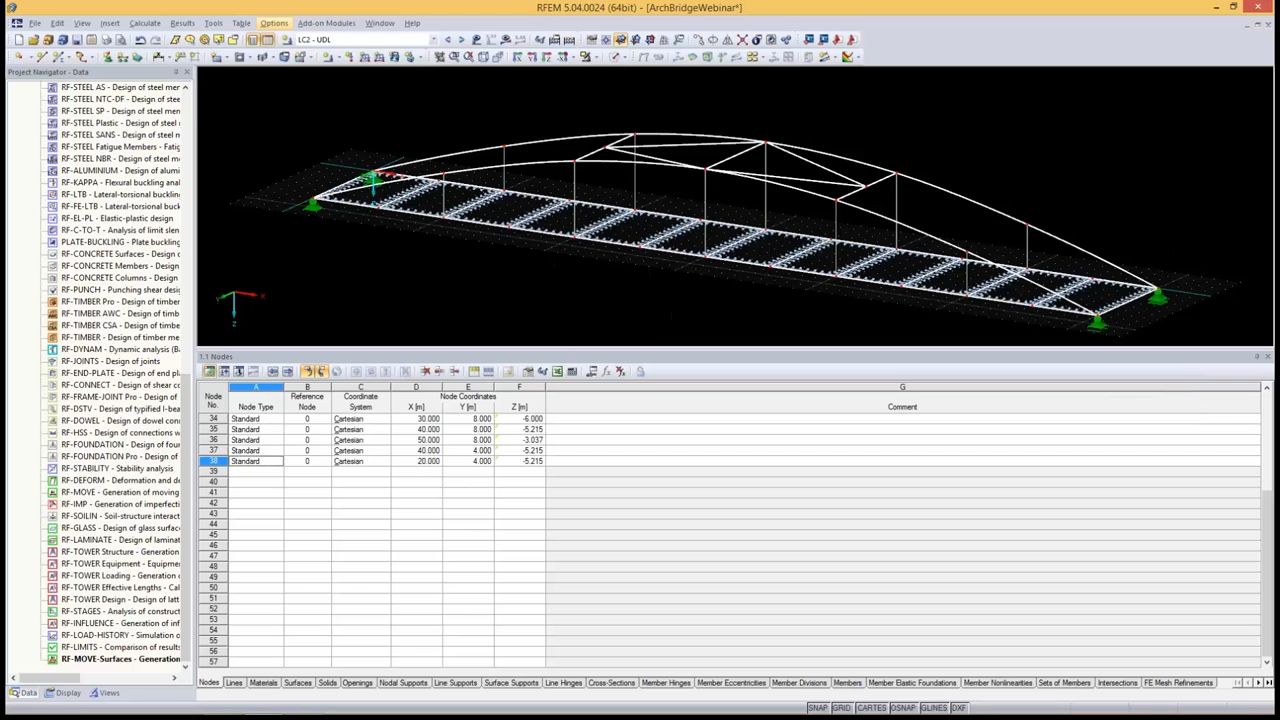 RFEM 5.04.0024 (64bit) - [ArchBridgeWebinar*]
File Edit View Insert Calculate Results Tools Table Options Add-on Modules Window Help
LC2 - UDL
Project Navigator - Data
RF-STEEL AS - Design of steel mer
RF-STEEL NTC-DF - Design of steel
RF-STEEL SP - Design of steel mem
RF-STEEL Plastic - Design of steel
RF-STEEL SANS - Design of steel m
RF-STEEL Fatigue Members - Fatigu
RF-STEEL NBR - Design of steel me
RF-ALUMINIUM - Design of alumin
RF-KAPPA - Flexural buckling anal
RF-LTB - Lateral-torsional bucklin
RF-FE-LTB - Lateral-torsional buck
RF-EL-PL - Elastic-plastic design
RF-C-TO-T - Analysis of limit slen
PLATE-BUCKLING - Plate buckling
RF-CONCRETE Surfaces - Design of
RF-CONCRETE Members - Design of
RF-CONCRETE Columns - Design
RF-PUNCH - Punching shear desig
RF-TIMBER Pro - Design of timber
RF-TIMBER AWC - Design of timb
RF-TIMBER CSA - Design of timber
RF-TIMBER - Design of timber me
RF-DYNAM - Dynamic analysis (Ba
RF-JOINTS - Design of joints
RF-END-PLATE - Design of end pl
RF-CONNECT - Design of shear co
RF-FRAME-JOINT Pro - Design of
RF-DSTV - Design of typified I-bea
RF-DOWEL - Design of dowel con
RF-HSS - Design of connections w
RF-FOUNDATION - Design of foun
RF-FOUNDATION Pro - Design of
RF-STABILITY - Stability analysis
RF-DEFORM - Deformation and de
RF-MOVE - Generation of moving
RF-IMP - Generation of imperfecti
RF-SOILIN - Soil-structure interact
RF-GLASS - Design of glass surface
RF-LAMINATE - Design of laminat
RF-TOWER Structure - Generation
RF-TOWER Equipment - Equipmen
RF-TOWER Loading - Generation o
RF-TOWER Effective Lengths - Cal
RF-TOWER Design - Design of latt
RF-STAGES - Analysis of construct
RF-INFLUENCE - Generation of inf
RF-LOAD-HISTORY - Simulation o
RF-LIMITS - Comparison of results
RF-MOVE-Surfaces - Generation
Data Display Views
X Y Z
1.1 Nodes
A B C D E F G
Node Reference Coordinate Node Coordinates
No. Node Type Node System X [m] Y [m] Z [m] Comment
34 Standard 0 Cartesian 30.000 8.000 -6.000
35 Standard 0 Cartesian 40.000 8.000 -5.215
36 Standard 0 Cartesian 50.000 8.000 -3.037
37 Standard 0 Cartesian 40.000 4.000 -5.215
38 Standard 0 Cartesian 20.000 4.000 -5.215
39
40
41
42
43
44
45
46
47
48
49
50
51
52
53
54
55
56
57
Nodes Lines Materials Surfaces Solids Openings Nodal Supports Line Supports Surface Supports Line Hinges Cross-Sections Member Hinges Member Eccentricities Member Divisions Members Member Elastic Foundations Member Nonlinearities Sets of Members Intersections FE Mesh Refinements
SNAP GRID CARTES OSNAP GLINES DXF